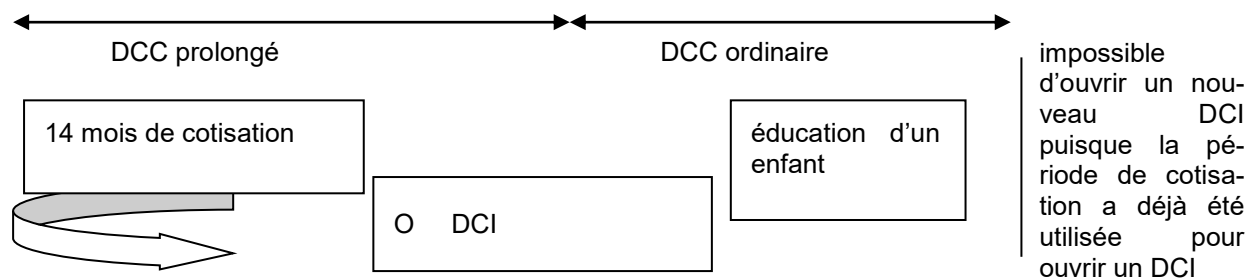 DCC prolongé
DCC ordinaire
14 mois de cotisation
O DCI
éducation d'un
enfant
impossible
d'ouvrir un nou-
veau DCI
puisque la pé-
riode de cotisa-
tion a déjà été
utilisée pour
ouvrir un DCI